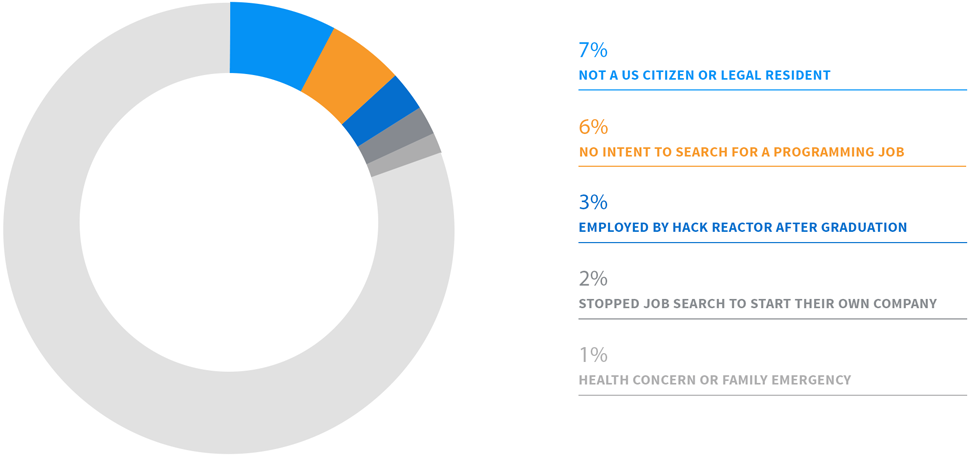 7%
NOT A US CITIZEN OR LEGAL RESIDENT
6%
NO INTENT TO SEARCH FOR A PROGRAMMING JOB
3%
EMPLOYED BY HACK REACTOR AFTER GRADUATION
2%
STOPPED JOB SEARCH TO START THEIR OWN COMPANY
1%
HEALTH CONCERN OR FAMILY EMERGENCY